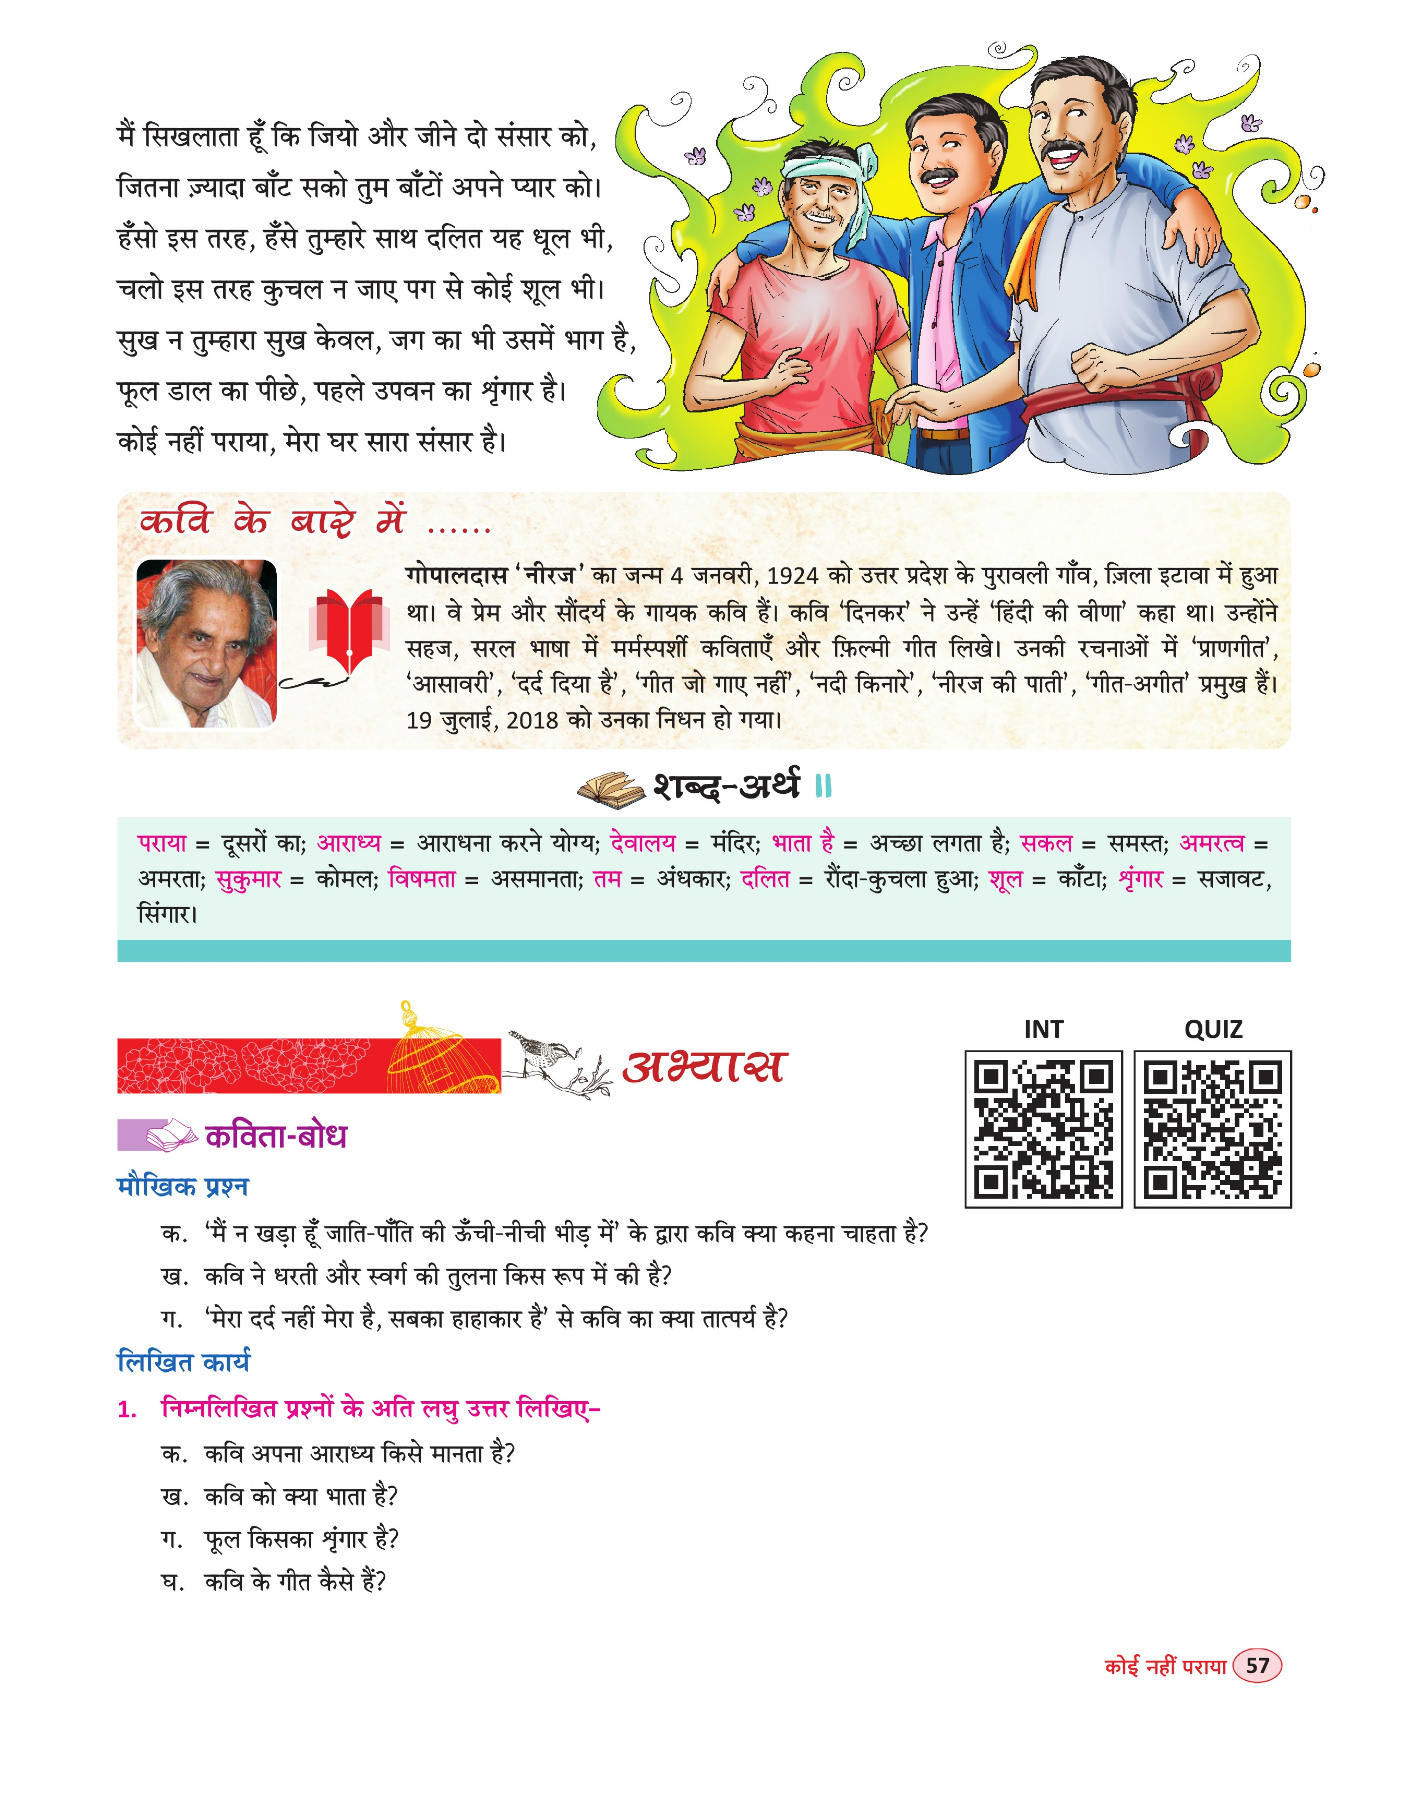 मैं सिखलाता हूँ कि जियो और जीने दो संसार को,
जितना ज़्यादा बाँट सको तुम बाँटों अपने प्यार को।
हँसो इस तरह, हँसे तुम्हारे साथ दलित यह धूल भी,
चलो इस तरह कुचल न जाए पग से कोई शूल भी।
सुख न तुम्हारा सुख केवल, जग का भी उसमें भाग है,
फूल डाल का पीछे, पहले उपवन का शृंगार है।
कोई नहीं पराया, मेरा घर सारा संसार है।
कवि के बारे में ......
गोपालदास ‘नीरज’ का जन्म 4 जनवरी, 1924 को उत्तर प्रदेश के पुरावली गाँव, ज़िला इटावा में हुआ
था। वे प्रेम और सौंदर्य के गायक कवि हैं। कवि ‘दिनकर’ ने उन्हें ‘हिंदी की वीणा’ कहा था। उन्होंने
सहज, सरल भाषा में मर्मस्पर्शी कविताएँ और फ़िल्मी गीत लिखे। उनकी रचनाओं में ‘प्राणगीत’,
‘आसावरी’, ‘दर्द दिया है’, ‘गीत जो गाए नहीं’, ‘नदी किनारे’, ‘नीरज की पाती’, ‘गीत-अगीत’ प्रमुख हैं।
19 जुलाई, 2018 को उनका निधन हो गया।
शब्द-अर्थ
पराया = दूसरों का; आराध्य = आराधना करने योग्य; देवालय = मंदिर; भाता है = अच्छा लगता है; सकल = समस्त; अमरत्व =
अमरता; सुकुमार = कोमल; विषमता = असमानता; तम = अंधकार; दलित = रौंदा-कुचला हुआ; शूल = काँटा; शृंगार = सजावट,
सिंगार।
INT QUIZ
अभ्यास
कविता-बोध
मौखिक प्रश्न
क. ‘मैं न खड़ा हूँ जाति-पाँति की ऊँची-नीची भीड़ में’ के द्वारा कवि क्या कहना चाहता है?
ख. कवि ने धरती और स्वर्ग की तुलना किस रूप में की है?
ग. ‘मेरा दर्द नहीं मेरा है, सबका हाहाकार है’ से कवि का क्या तात्पर्य है?
लिखित कार्य
1. निम्नलिखित प्रश्नों के अति लघु उत्तर लिखिए–
क. कवि अपना आराध्य किसे मानता है?
ख. कवि को क्या भाता है?
ग. फूल किसका शृंगार है?
घ. कवि के गीत कैसे हैं?
कोई नहीं पराया 57